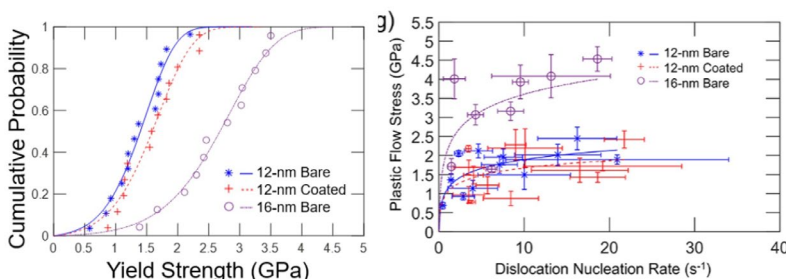 Cumulative Probability
1
0.8
0.6
0.4
0.2
0
0 0.5 1 1.5 2 2.5 3 3.5 4 4.5 5
Yield Strength (GPa)
12-nm Bare
12-nm Coated
16-nm Bare
g)
Plastic Flow Stress (GPa)
5.5
5
4.5
4
3.5
3
2.5
2
1.5
1
0.5
0
0 10 20 30 40
Dislocation Nucleation Rate (s⁻¹)
12-nm Bare
12-nm Coated
16-nm Bare